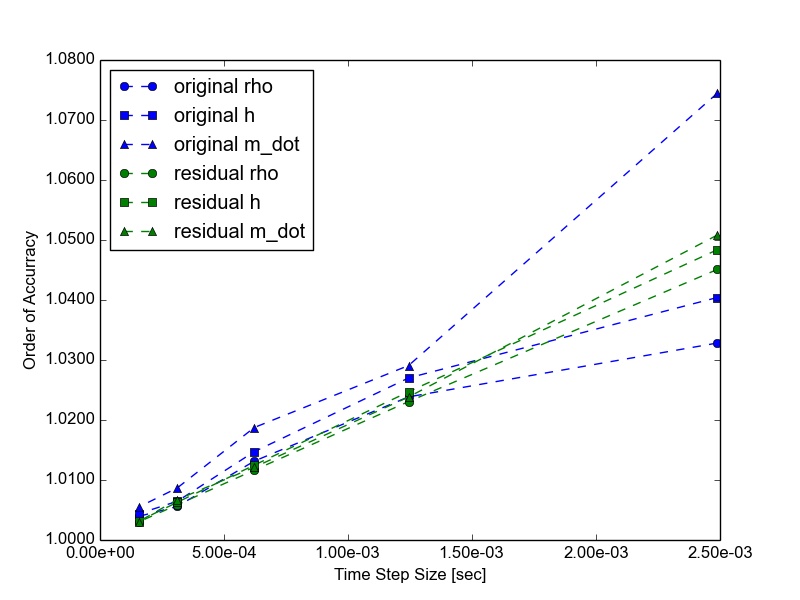 1.0800
1.0700
1.0600
1.0500
1.0400
1.0300
1.0200
1.0100
1.0000
Order of Accurracy
original rho
original h
original m_dot
residual rho
residual h
residual m_dot
0.00e+00 5.00e-04 1.00e-03 1.50e-03 2.00e-03 2.50e-03
Time Step Size [sec]